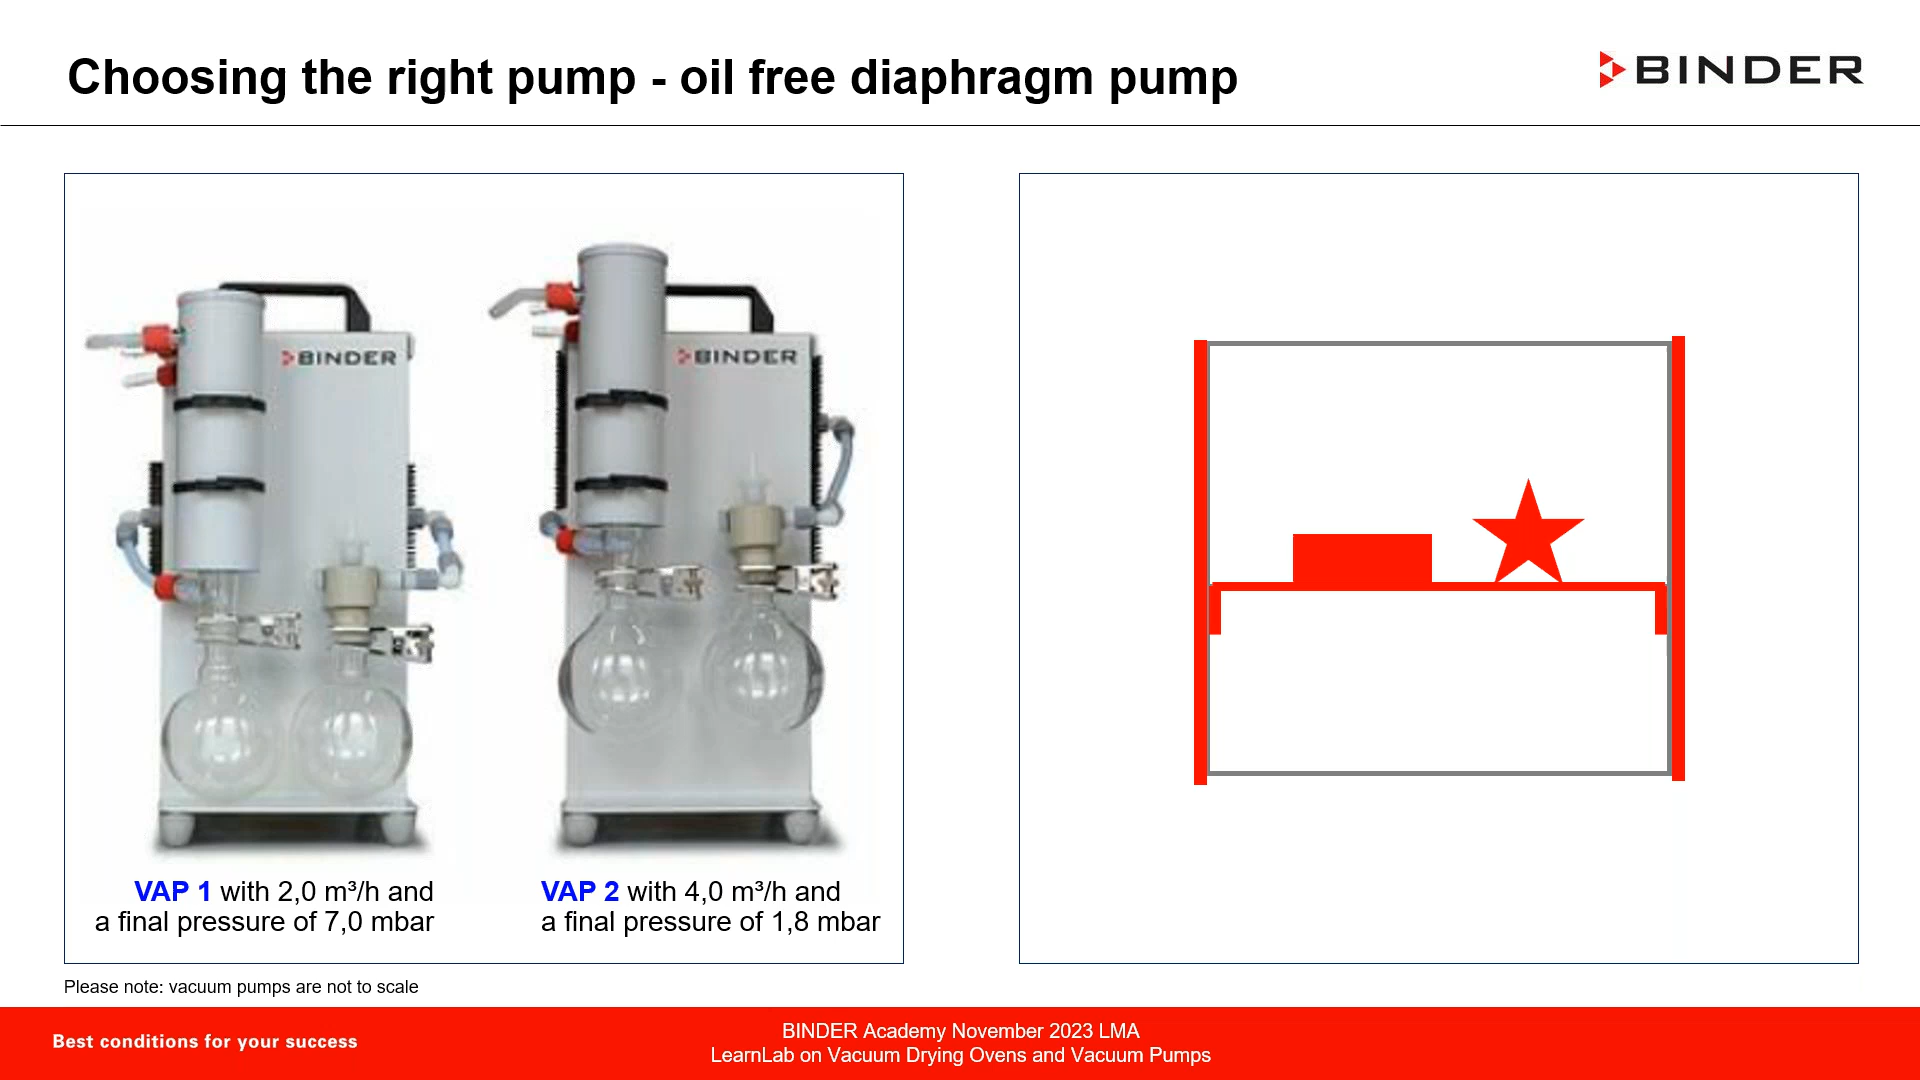 Choosing the right pump - oil free diaphragm pump
BINDER
BINDER
BINDER
VAP 1 with 2,0 m³/h and
a final pressure of 7,0 mbar
VAP 2 with 4,0 m³/h and
a final pressure of 1,8 mbar
Please note: vacuum pumps are not to scale
Best conditions for your success
BINDER Academy November 2023 LMA
LearnLab on Vacuum Drying Ovens and Vacuum Pumps